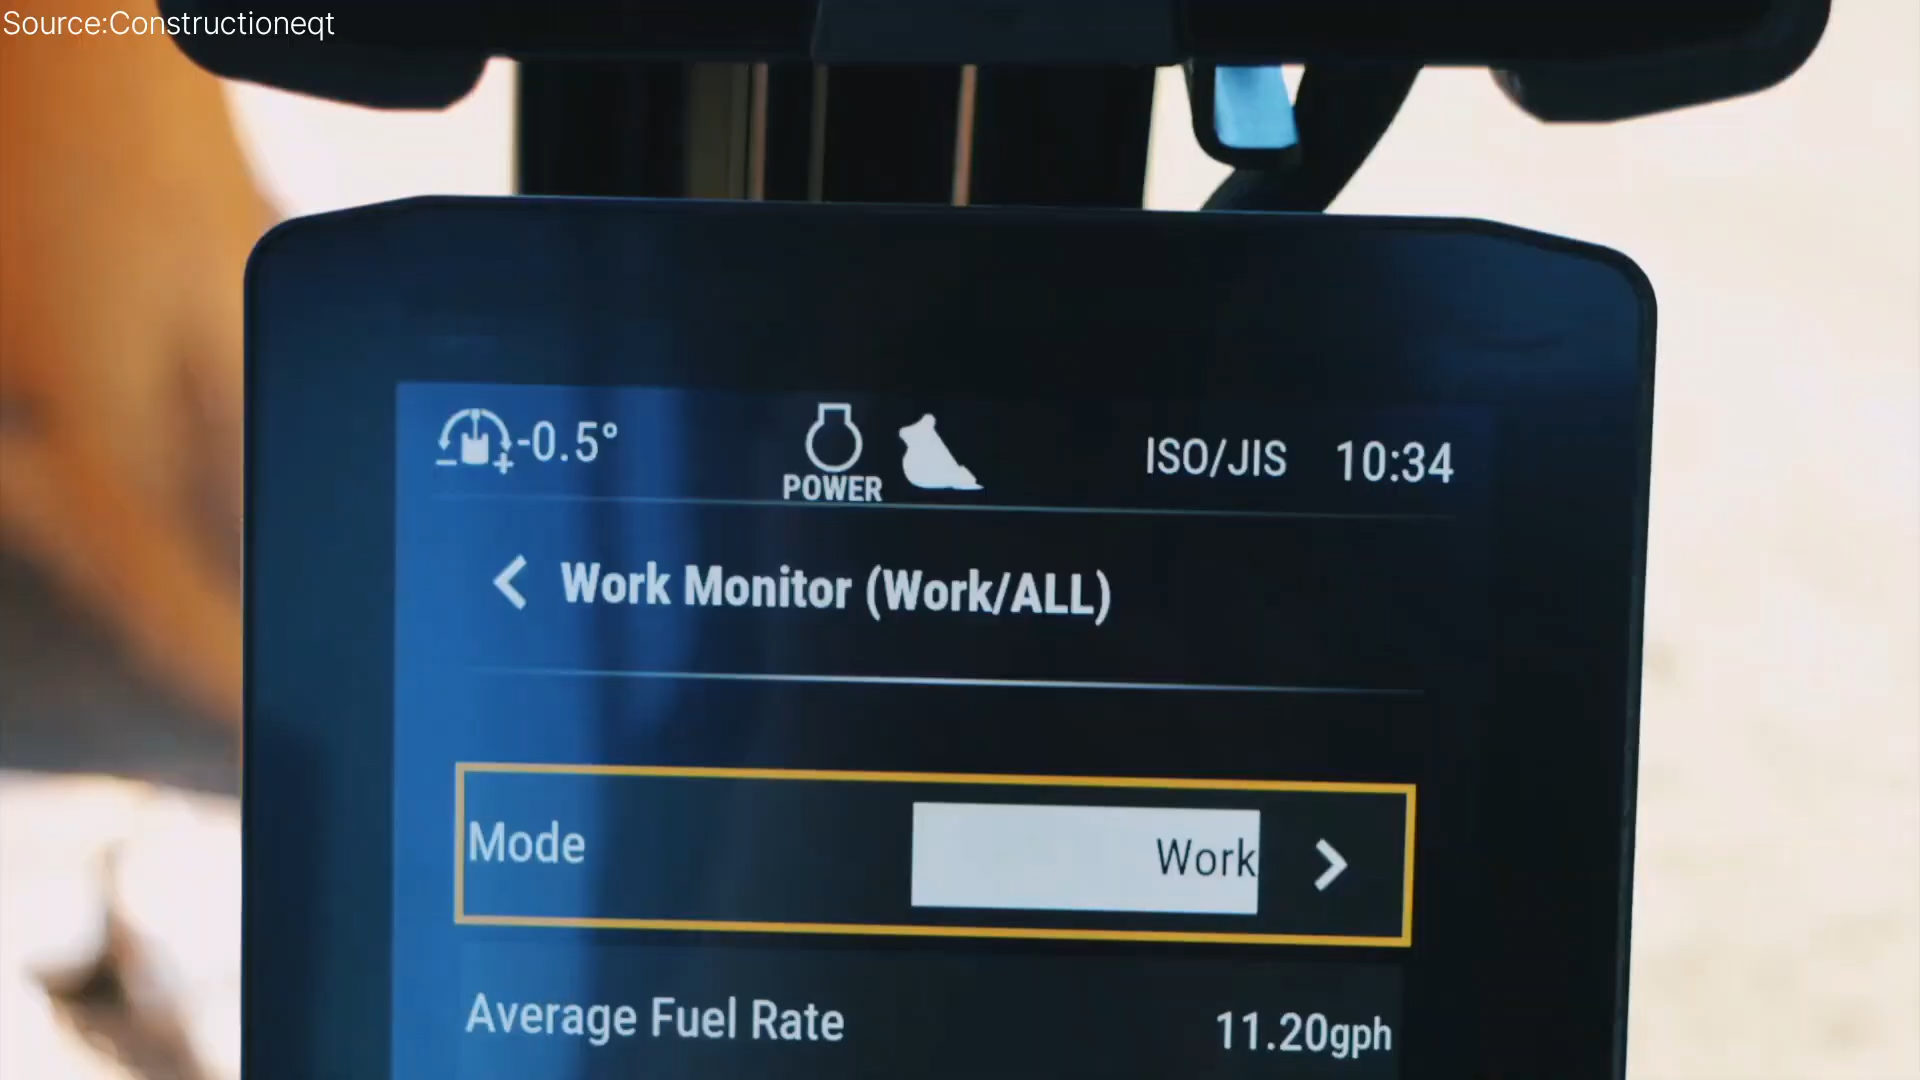 Source:Constructioneqt
-0.5°
POWER
ISO/JIS 10:34
Work Monitor (Work/ALL)
Mode Work
Average Fuel Rate 11.20gph